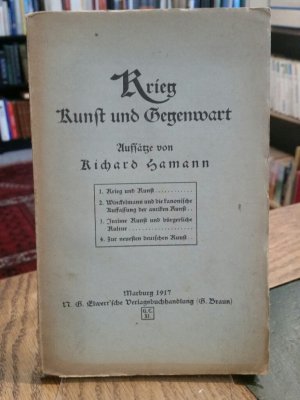 Krieg
Kunst und Gegenwart
Aufsätze von
Richard Hamann
1. Krieg und Kunst
2. Winckelmann und die kanonische
Auffassung der antiken Kunst
3. Intime Kunst und bürgerliche
Kultur
4. Zur neuesten deutschen Kunst
Marburg 1917
N. G. Elwert'sche Verlagsbuchhandlung (G. Braun)